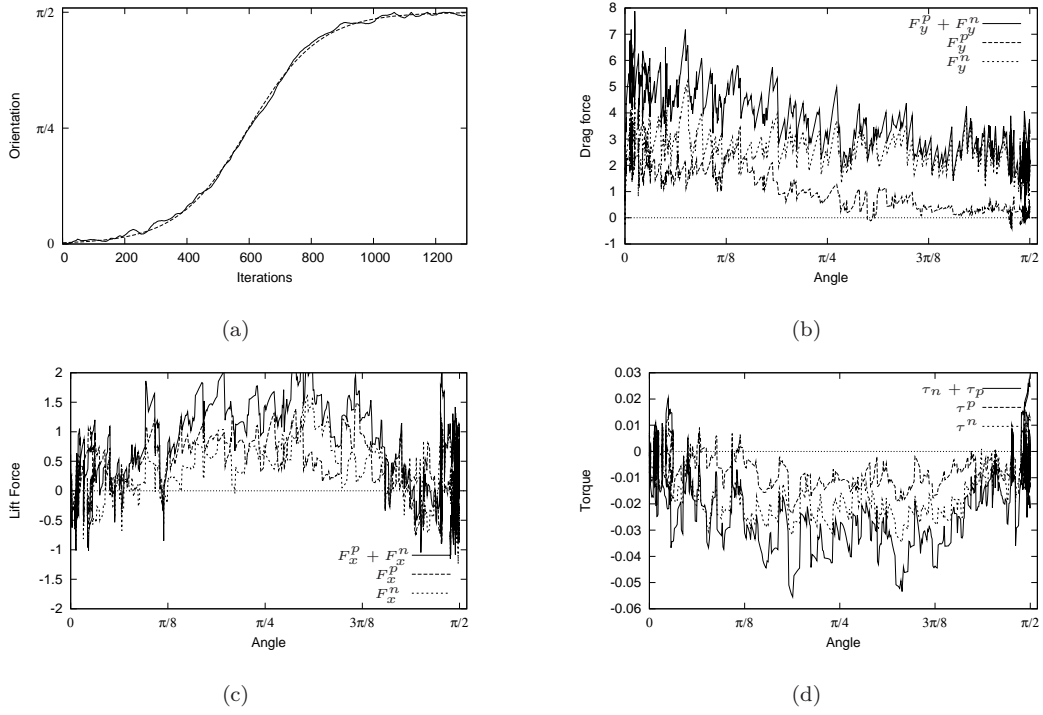 π/2
π/4
0
Orientation
0 200 400 600 800 1000 1200
Iterations
(a)
8
7
6
5
4
3
2
1
0
-1
Drag force
F_y^p + F_y^n
F_y^p
F_y^n
0 π/8 π/4 3π/8 π/2
Angle
(b)
2
1.5
1
0.5
0
-0.5
-1
-1.5
-2
Lift Force
F_x^p + F_x^n
F_x^p
F_x^n
0 π/8 π/4 3π/8 π/2
Angle
(c)
0.03
0.02
0.01
0
-0.01
-0.02
-0.03
-0.04
-0.05
-0.06
Torque
τ_n + τ_p
τ^p
τ^n
0 π/8 π/4 3π/8 π/2
Angle
(d)